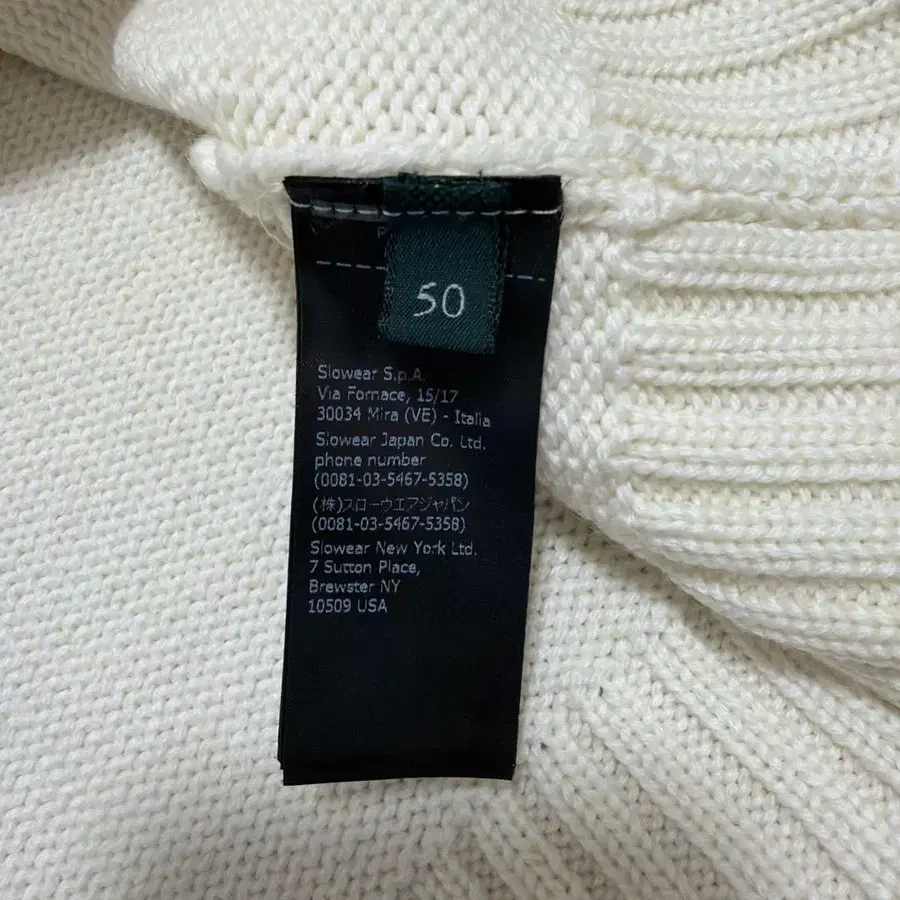 P
50
Slowear S.p.A.
Via Fornace, 15/17
30034 Mira (VE) - Italia
Slowear Japan Co. Ltd.
phone number
(0081-03-5467-5358)
(株)スローウエアジャパン
(0081-03-5467-5358)
Slowear New York Ltd.
7 Sutton Place,
Brewster NY
10509 USA